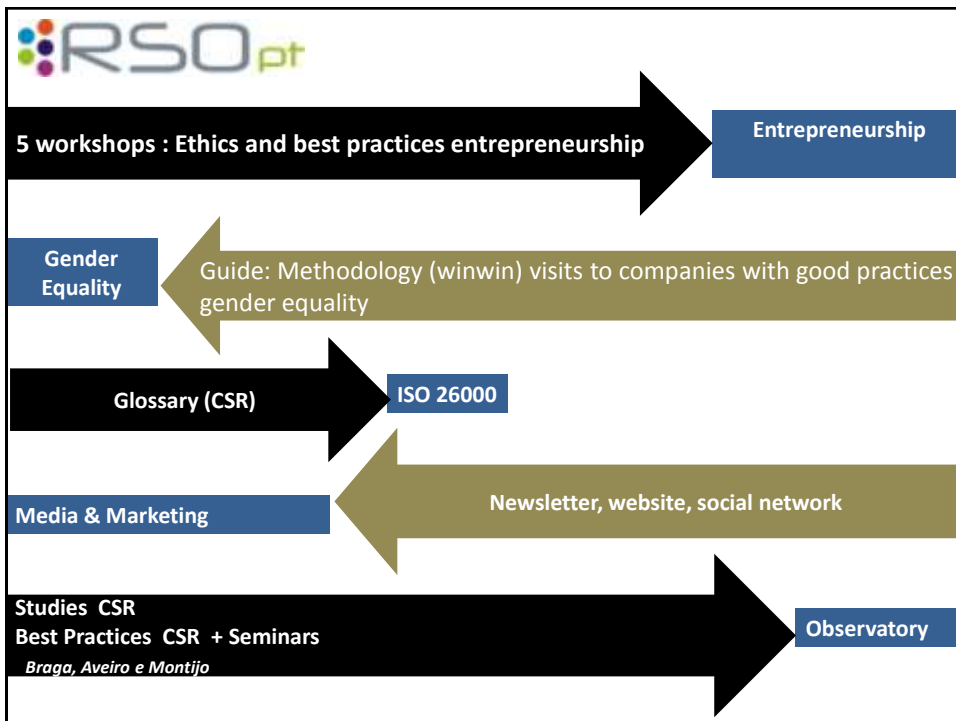 RSOpt
5 workshops : Ethics and best practices entrepreneurship
Entrepreneurship
Gender
Equality
Guide: Methodology (winwin) visits to companies with good practices
gender equality
Glossary (CSR)
ISO 26000
Newsletter, website, social network
Media & Marketing
Studies CSR
Best Practices CSR + Seminars
Braga, Aveiro e Montijo
Observatory